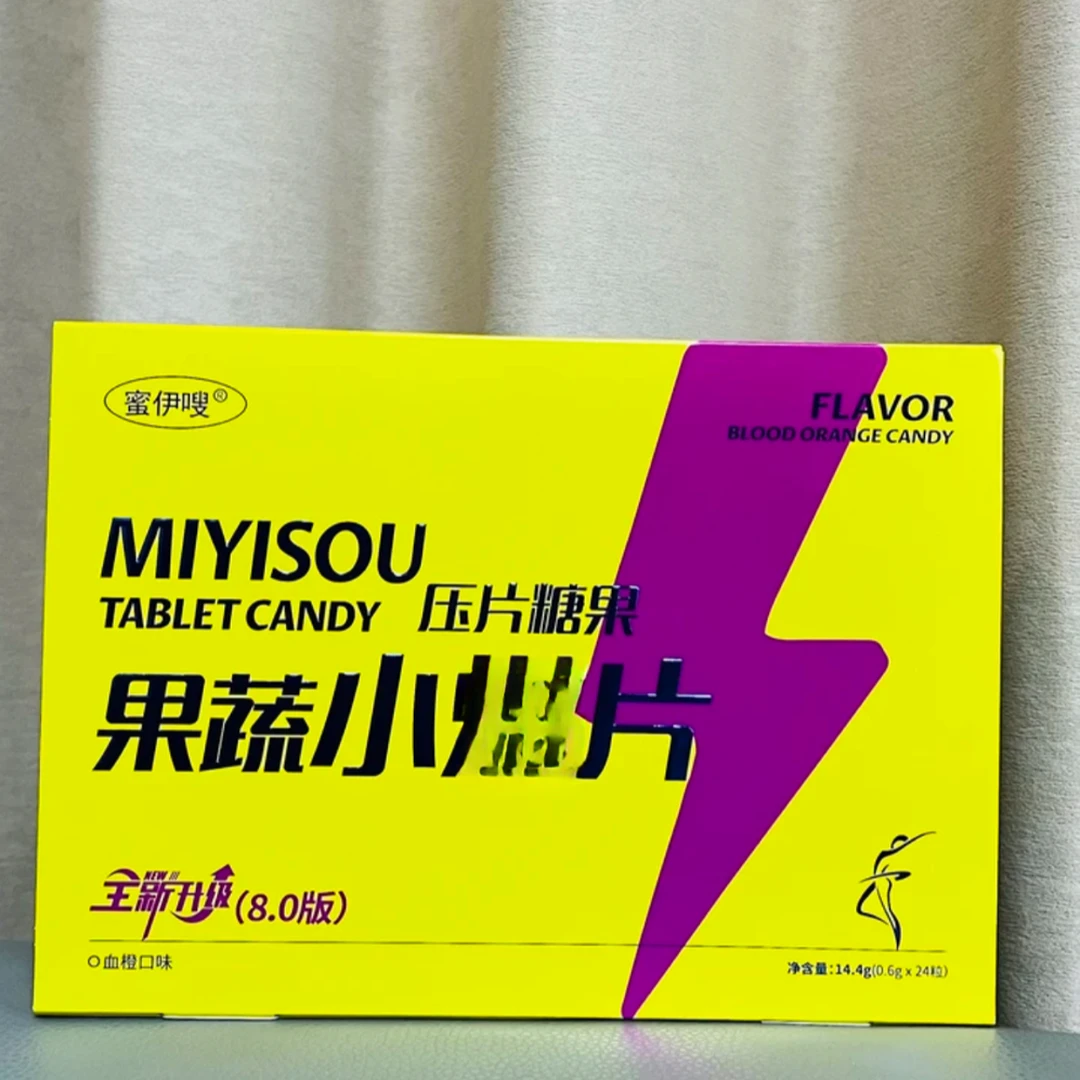 蜜伊嗖®
FLAVOR
BLOOD ORANGE CANDY
MIYISOU
TABLET CANDY 压片糖果
果蔬小片
NEW
全新升级(8.0版)
血橙口味
净含量:14.4g(0.6g x 24粒)